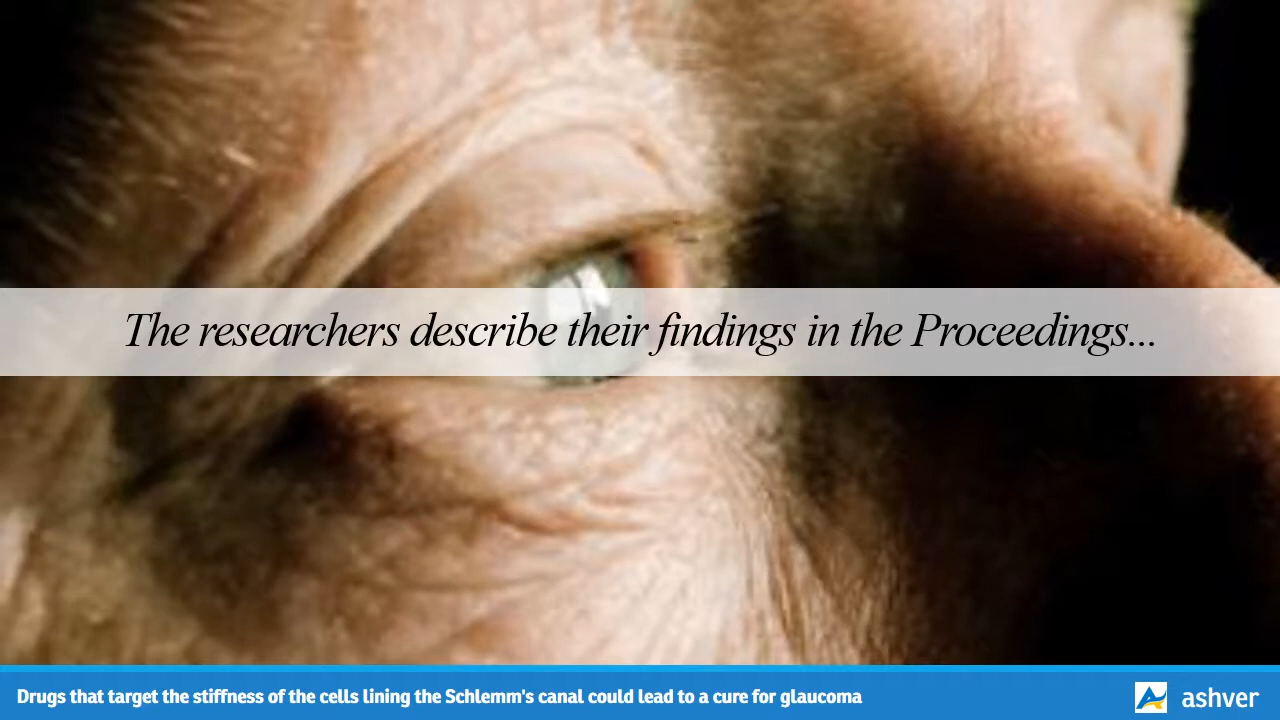 The researchers describe their findings in the Proceedings...
Drugs that target the stiffness of the cells lining the Schlemm's canal could lead to a cure for glaucoma
ashver